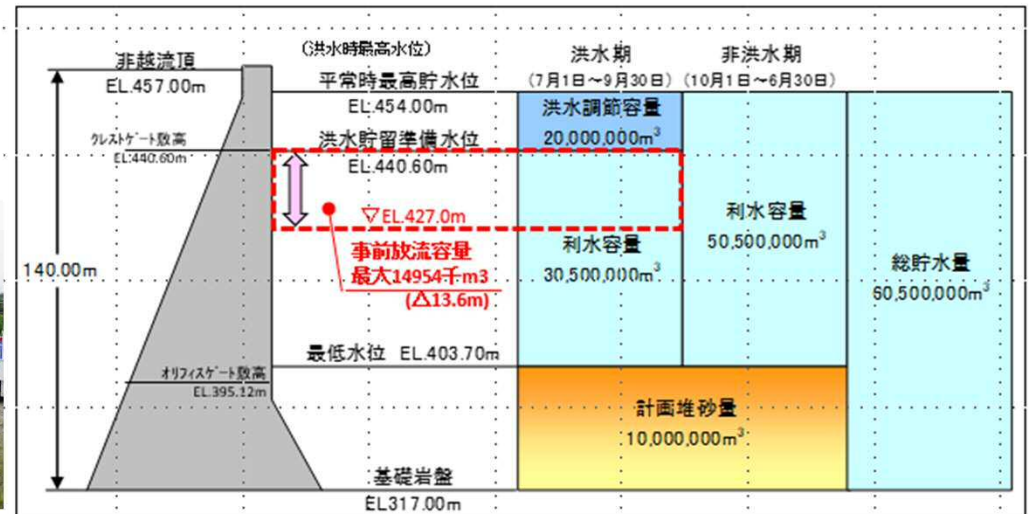 非越流頂
EL.457.00m
クレストゲート敷高
EL.440.60m
140.00m
オリフィスゲート敷高
EL.395.12m
(洪水時最高水位)
平常時最高貯水位
EL.454.00m
洪水貯留準備水位
EL.440.60m
▽EL.427.0m
事前放流容量
最大14954千m3
(△13.6m)
最低水位 EL.403.70m
基礎岩盤
EL317.00m
洪水期
(7月1日～9月30日)
洪水調節容量
20,000,000m³
利水容量
30,500,000m³
非洪水期
(10月1日～6月30日)
利水容量
50,500,000m³
計画堆砂量
10,000,000m³
総貯水量
60,500,000m³